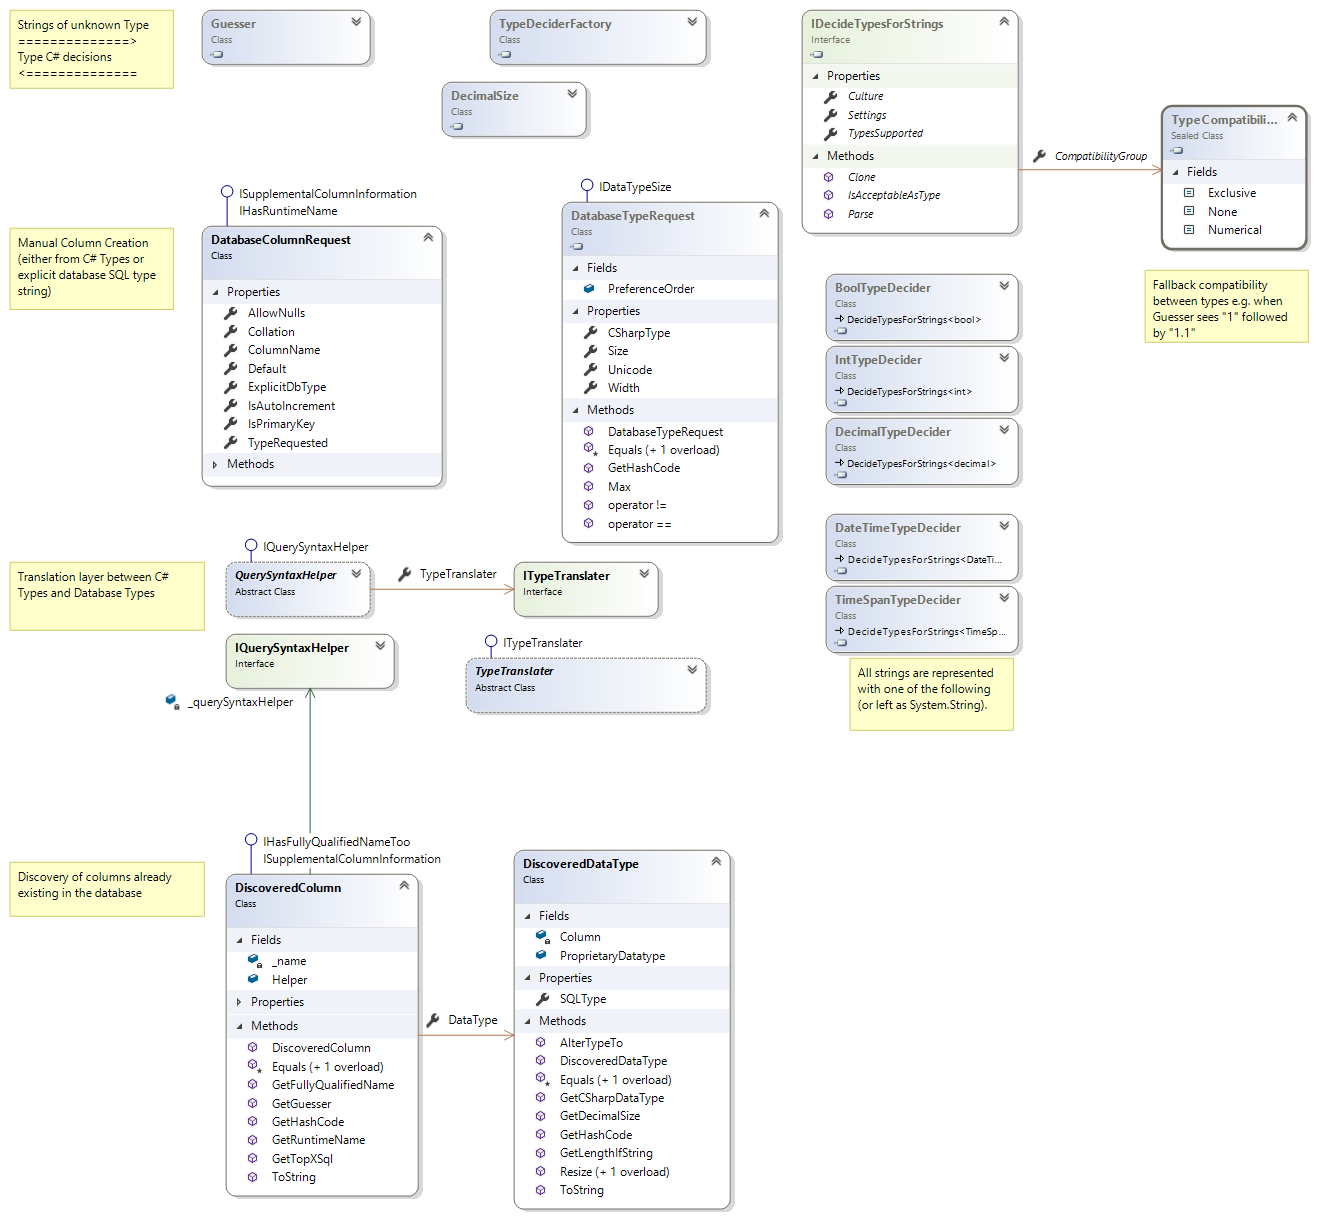 Strings of unknown Type
==============>
Type C# decisions
<==============
Guesser
Class
TypeDeciderFactory
Class
DecimalSize
Class
IDecideTypesForStrings
Interface
Properties
Culture
Settings
TypesSupported
Methods
Clone
IsAcceptableAsType
Parse
CompatibilityGroup
TypeCompatibili...
Sealed Class
Fields
Exclusive
None
Numerical
Fallback compatibility
between types e.g. when
Guesser sees "1" followed
by "1.1"
Manual Column Creation
(either from C# Types or
explicit database SQL type
string)
ISupplementalColumnInformation
IHasRuntimeName
DatabaseColumnRequest
Class
Properties
AllowNulls
Collation
ColumnName
Default
ExplicitDbType
IsAutoIncrement
IsPrimaryKey
TypeRequested
Methods
IDataTypeSize
DatabaseTypeRequest
Class
Fields
PreferenceOrder
Properties
CSharpType
Size
Unicode
Width
Methods
DatabaseTypeRequest
Equals (+ 1 overload)
GetHashCode
Max
operator !=
operator ==
BoolTypeDecider
Class
DecideTypesForStrings<bool>
IntTypeDecider
Class
DecideTypesForStrings<int>
DecimalTypeDecider
Class
DecideTypesForStrings<decimal>
DateTimeTypeDecider
Class
DecideTypesForStrings<DateTi...
TimeSpanTypeDecider
Class
DecideTypesForStrings<TimeSp...
All strings are represented
with one of the following
(or left as System.String).
Translation layer between C#
Types and Database Types
IQuerySyntaxHelper
QuerySyntaxHelper
Abstract Class
TypeTranslater
ITypeTranslater
Interface
IQuerySyntaxHelper
Interface
_querySyntaxHelper
ITypeTranslater
TypeTranslater
Abstract Class
Discovery of columns already
existing in the database
IHasFullyQualifiedNameToo
ISupplementalColumnInformation
DiscoveredColumn
Class
Fields
_name
Helper
Properties
Methods
DiscoveredColumn
Equals (+ 1 overload)
GetFullyQualifiedName
GetGuesser
GetHashCode
GetRuntimeName
GetTopXSql
ToString
DataType
DiscoveredDataType
Class
Fields
Column
ProprietaryDatatype
Properties
SQLType
Methods
AlterTypeTo
DiscoveredDataType
Equals (+ 1 overload)
GetCSharpDataType
GetDecimalSize
GetHashCode
GetLengthIfString
Resize (+ 1 overload)
ToString